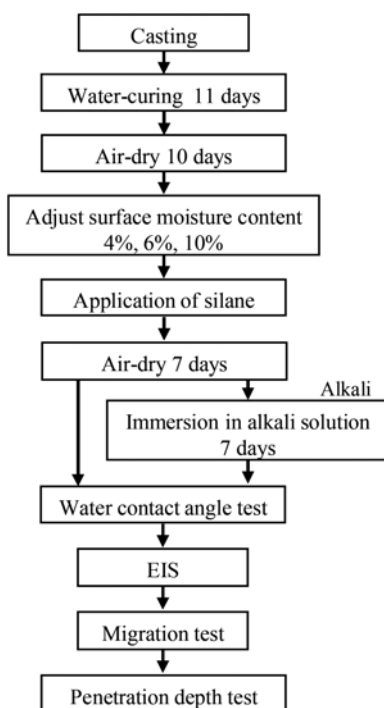 Casting
Water-curing 11 days
Air-dry 10 days
Adjust surface moisture content
4%, 6%, 10%
Application of silane
Air-dry 7 days
Alkali
Immersion in alkali solution
7 days
Water contact angle test
EIS
Migration test
Penetration depth test